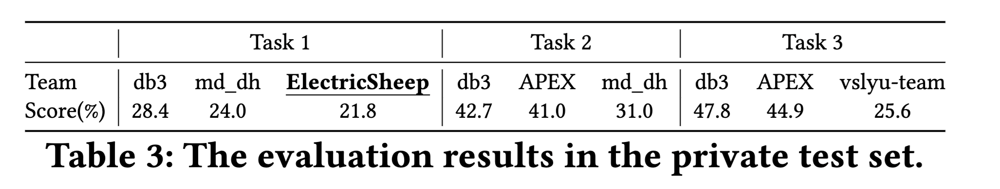 Task 1 Task 2 Task 3
Team db3 md_dh ElectricSheep db3 APEX md_dh db3 APEX vslyu-team
Score(%) 28.4 24.0 21.8 42.7 41.0 31.0 47.8 44.9 25.6
Table 3: The evaluation results in the private test set.